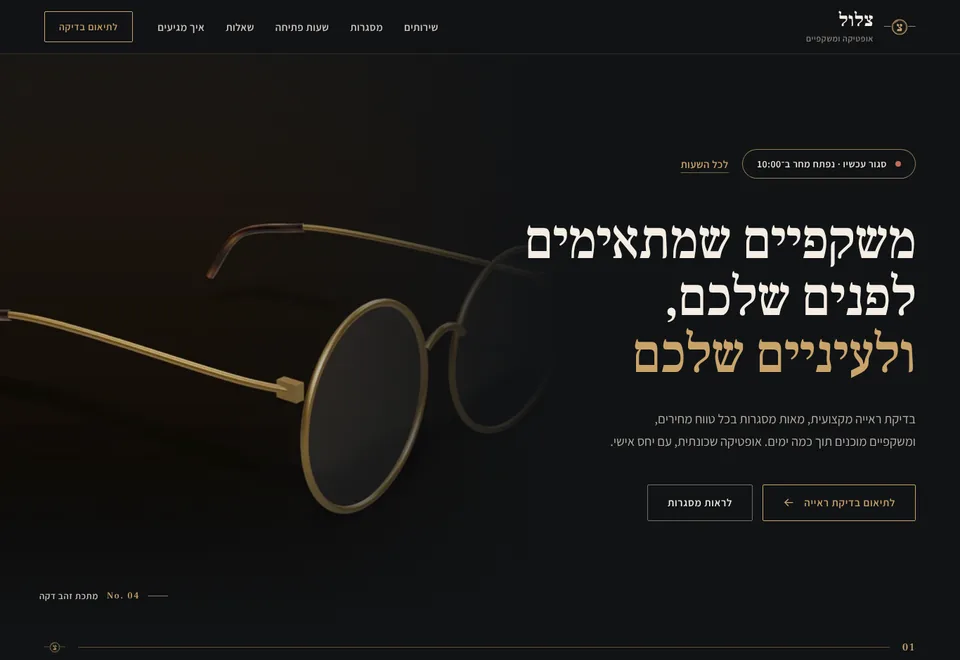 צלול
אופטיקה ומשקפיים
צ
שירותים
מסגרות
שעות פתיחה
שאלות
איך מגיעים
לתיאום בדיקה
סגור עכשיו · נפתח מחר ב־10:00
לכל השעות
משקפיים שמתאימים
לפנים שלכם,
ולעיניים שלכם
בדיקת ראייה מקצועית, מאות מסגרות בכל טווח מחירים,
ומשקפיים מוכנים תוך כמה ימים. אופטיקה שכונתית, עם יחס אישי.
לתיאום בדיקת ראייה ←
לראות מסגרות
No. 04 מתכת זהב דקה
01
צ